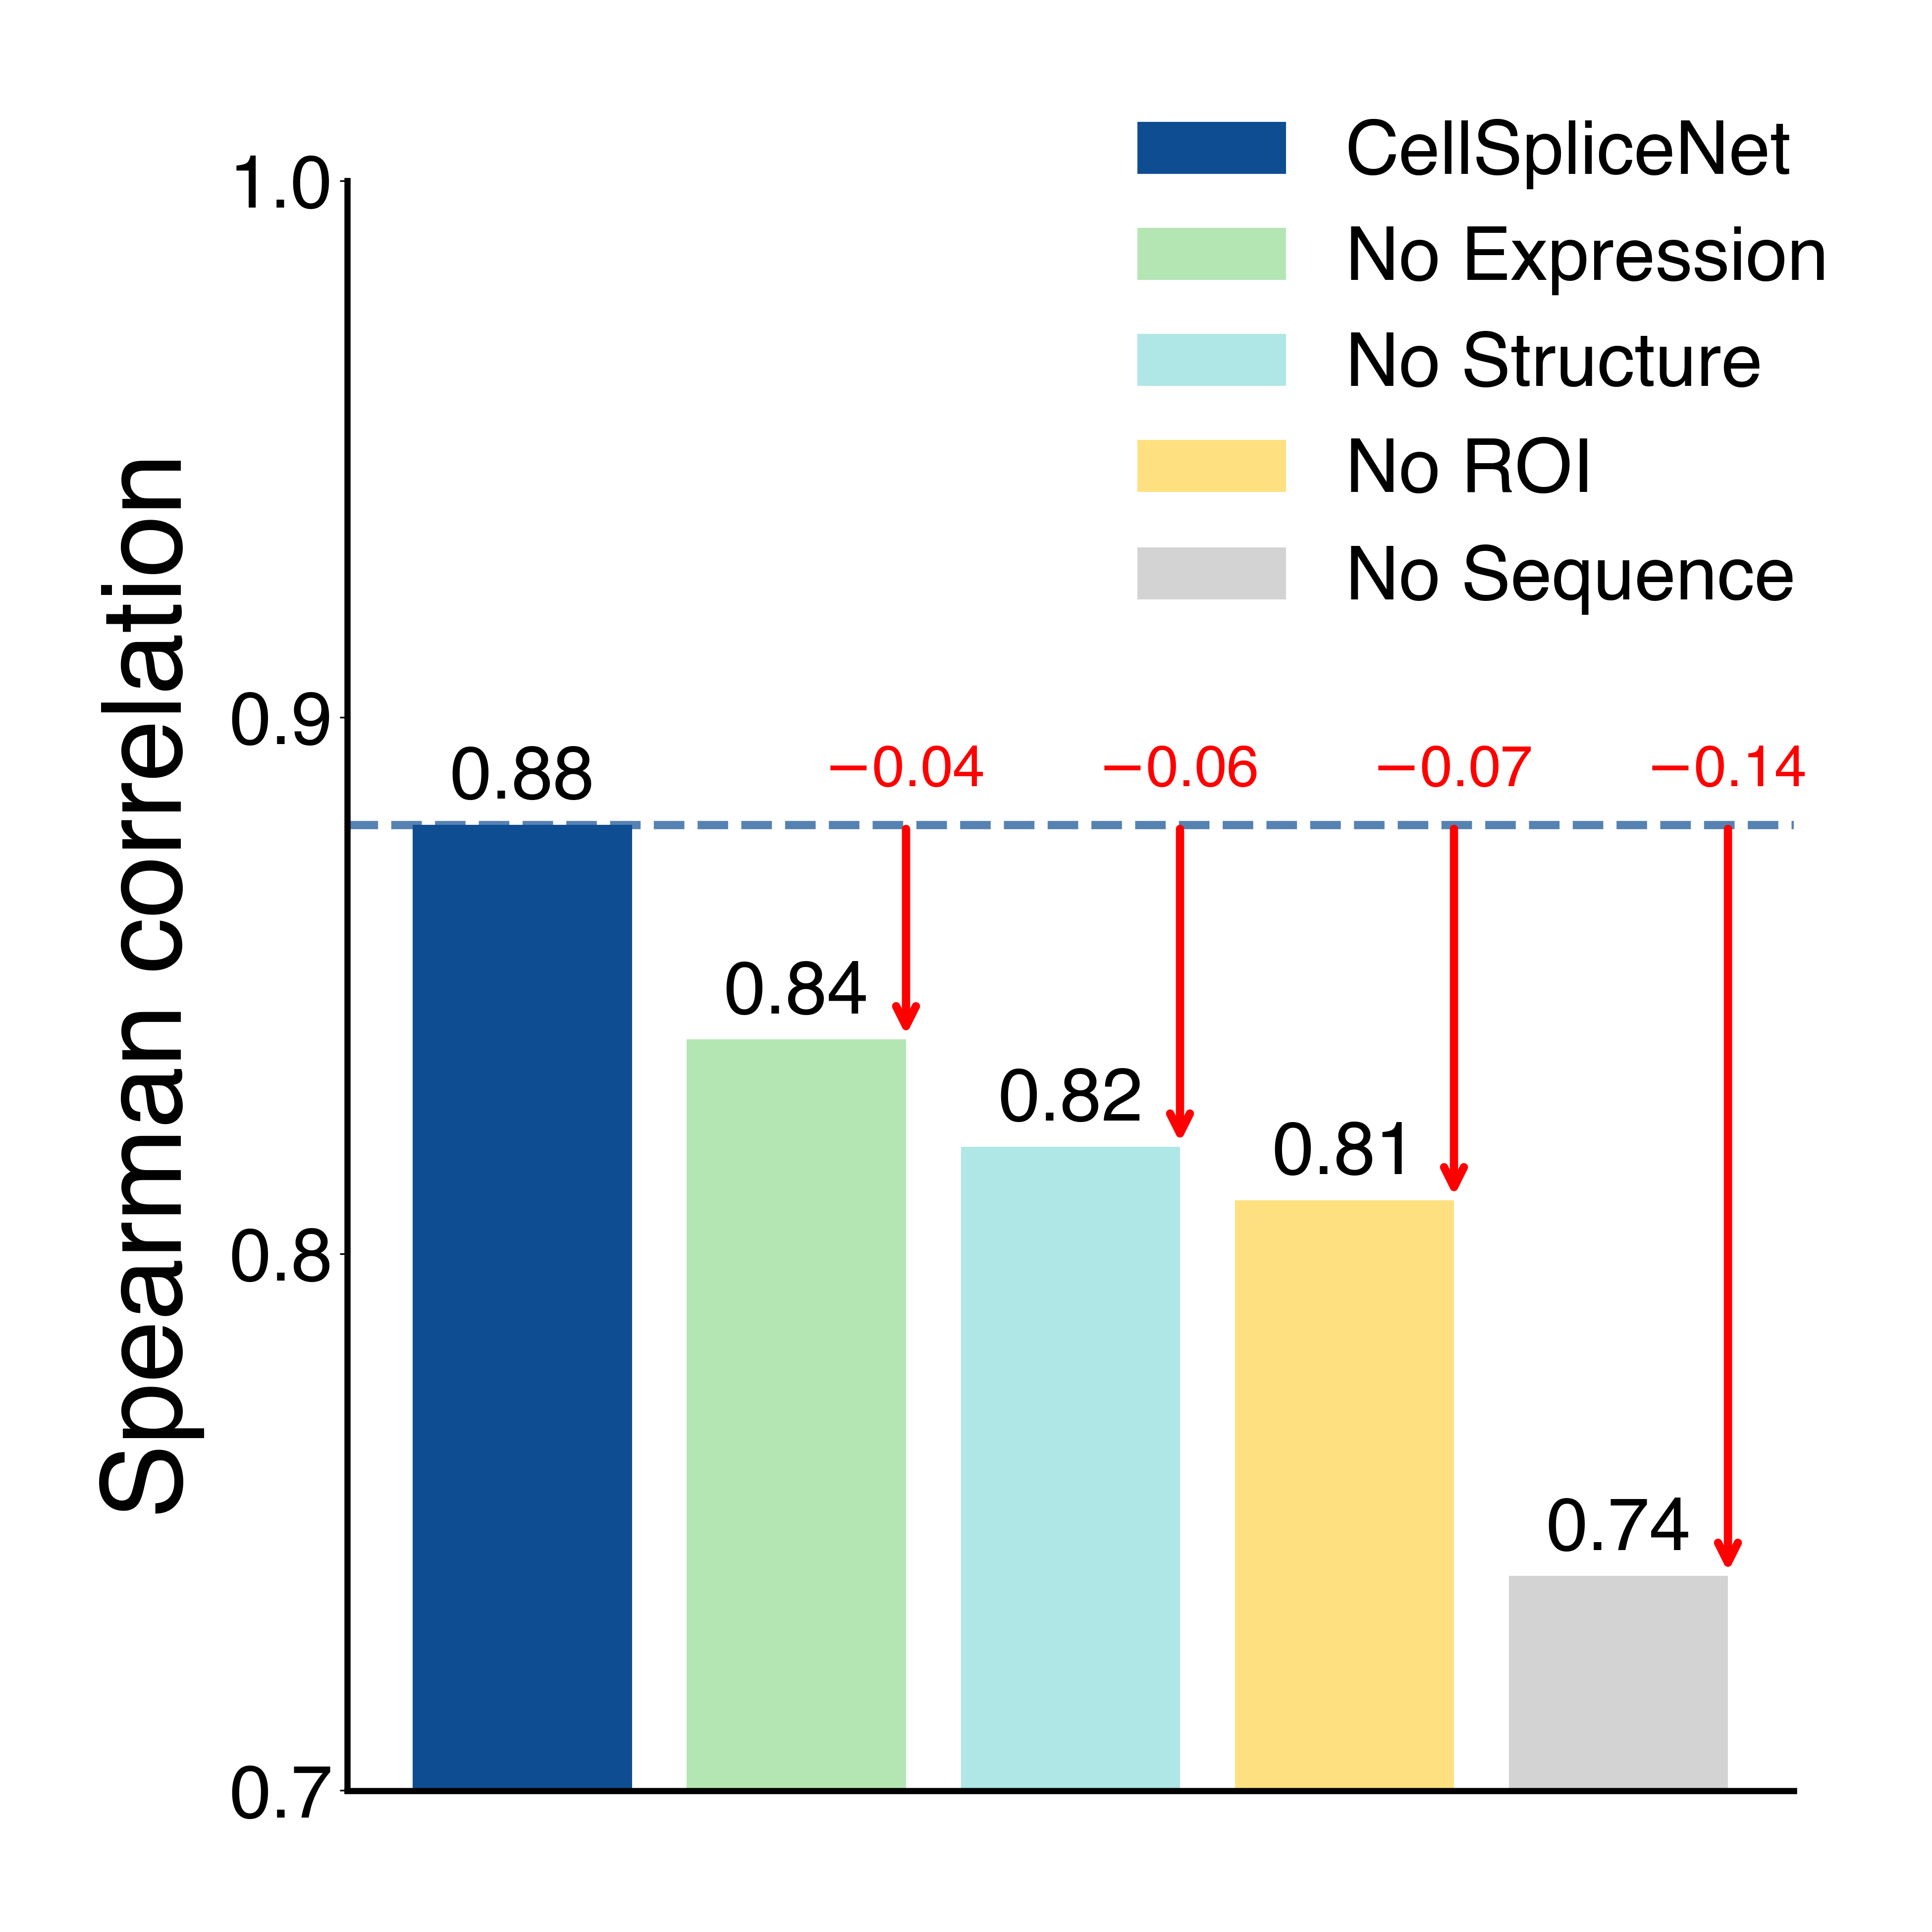 CellSpliceNet
No Expression
No Structure
No ROI
No Sequence
Spearman correlation
1.0
0.9
0.8
0.7
0.88
−0.04
−0.06
−0.07
−0.14
0.84
0.82
0.81
0.74